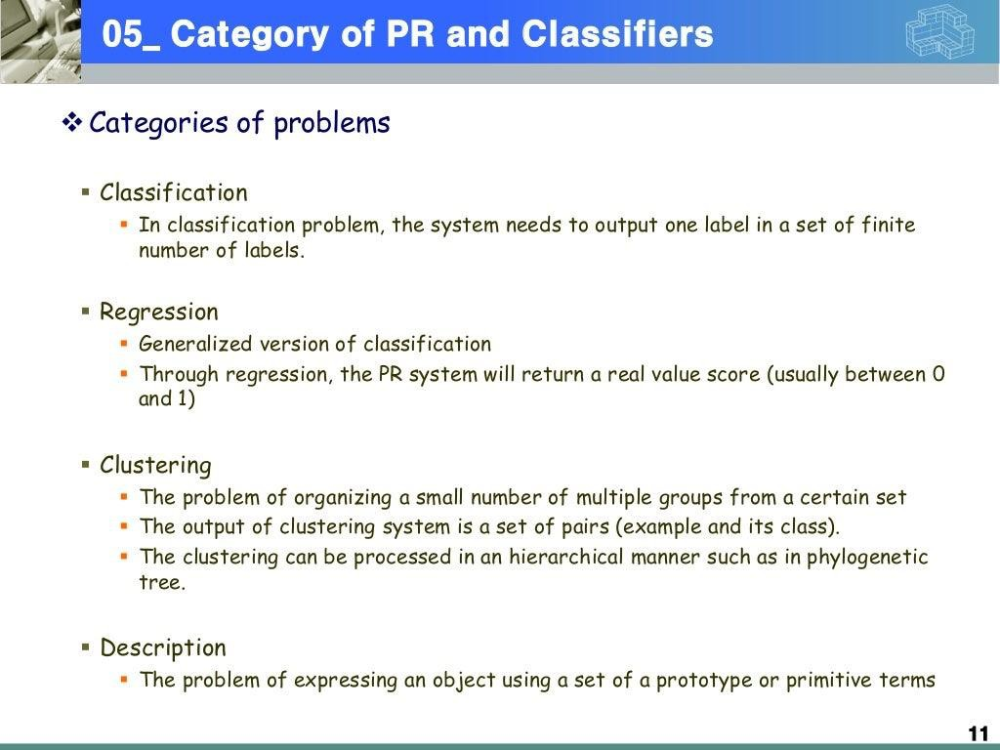 05_ Category of PR and Classifiers
❖ Categories of problems
▪ Classification
▪ In classification problem, the system needs to output one label in a set of finite
number of labels.
▪ Regression
▪ Generalized version of classification
▪ Through regression, the PR system will return a real value score (usually between 0
and 1)
▪ Clustering
▪ The problem of organizing a small number of multiple groups from a certain set
▪ The output of clustering system is a set of pairs (example and its class).
▪ The clustering can be processed in an hierarchical manner such as in phylogenetic
tree.
▪ Description
▪ The problem of expressing an object using a set of a prototype or primitive terms
11